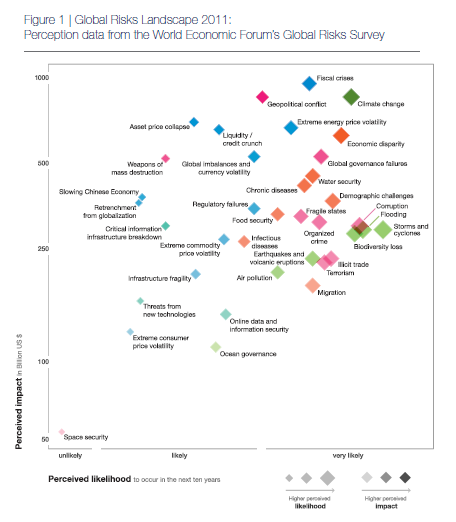 Figure 1 | Global Risks Landscape 2011:
Perception data from the World Economic Forum's Global Risks Survey
1000
Fiscal crises
Geopolitical conflict
Climate change
Asset price collapse
Liquidity /
credit crunch
Extreme energy price volatility
Economic disparity
500
Weapons of
mass destruction
Global imbalances and
currency volatility
Global governance failures
Water security
Chronic diseases
Slowing Chinese Economy
Retrenchment
from globalization
Regulatory failures
Demographic challenges
Corruption
Flooding
Food security
Fragile states
Critical information
infrastructure breakdown
Organized
crime
Storms and
cyclones
250
Extreme commodity
price volatility
Infectious
diseases
Earthquakes and
volcanic eruptions
Biodiversity loss
Illicit trade
Terrorism
Infrastructure fragility
Air pollution
Migration
Threats from
new technologies
Online data and
information security
Extreme consumer
price volatility
Ocean governance
100
50
Space security
Perceived impact in Billion US $
unlikely
likely
very likely
Perceived likelihood to occur in the next ten years
Higher perceived
likelihood
Higher perceived
impact